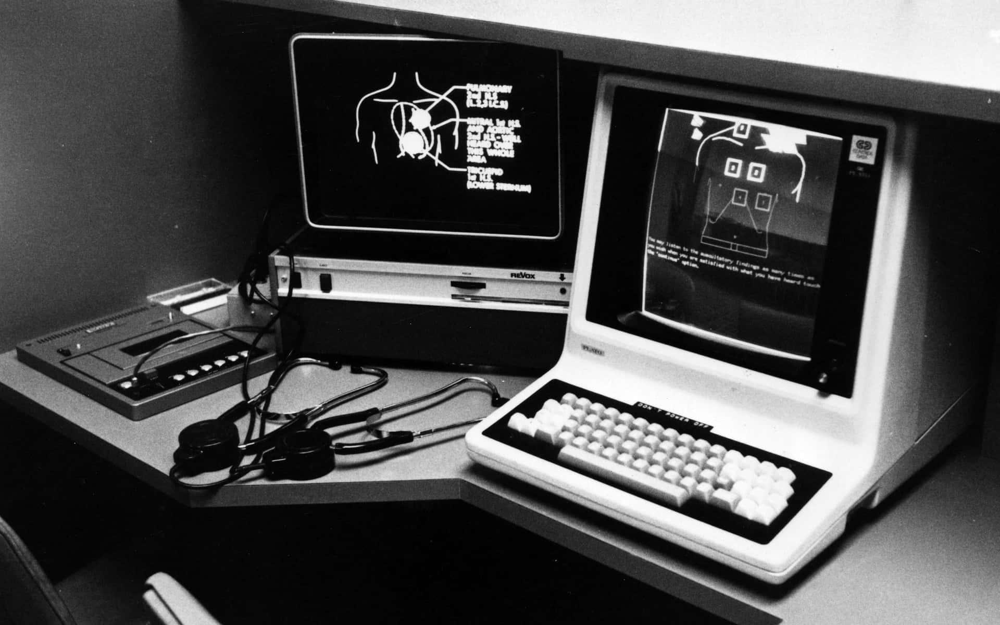 PULMONARY
2nd H.S
(L. 2,3 I.C.S)
MITRAL 1st H.S.
AND AORTIC
2nd H.S.-WELL
HEARD OVER
THIS WHOLE
AREA
TRICUSPID
1st H.S.
(LOWER STERNUM)
REVOX
CONTROL
DATA
You may listen to the auscultatory findings as many times as
you wish when you are satisfied with what you have heard touch
the "continue" option.
PLATO
DON'T POWER OFF